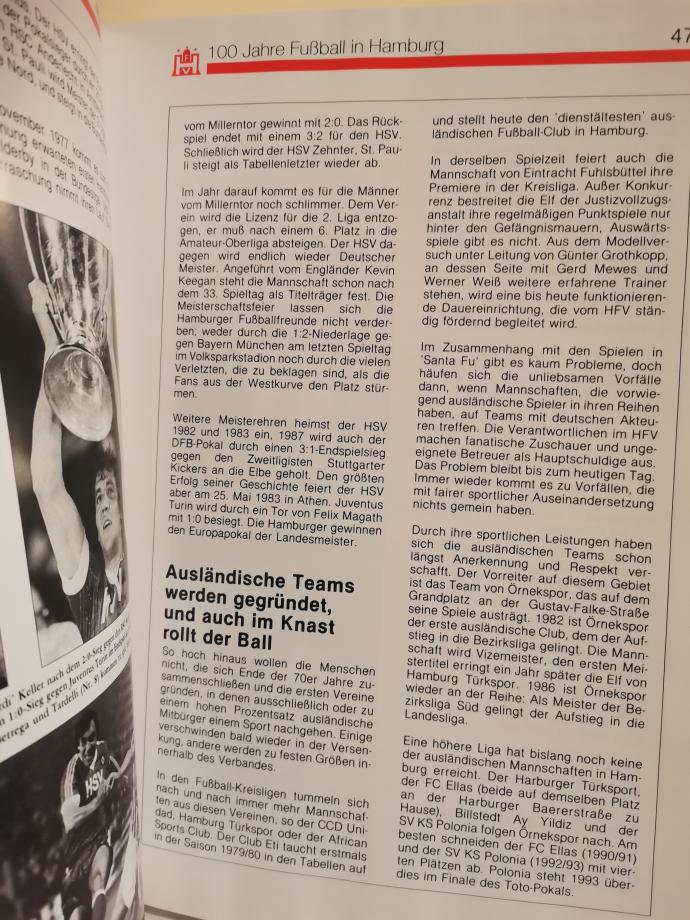 der Pokalsieger
St. Pauli wird Meister der
November 1977 kommt es
100 Jahre Fußball in Hamburg
47
vom Millerntor gewinnt mit 2:0. Das Rück-
spiel endet mit einem 3:2 für den HSV.
Schließlich wird der HSV Zehnter, St. Pau-
li steigt als Tabellenletzter wieder ab.
Im Jahr darauf kommt es für die Männer
vom Millerntor noch schlimmer. Dem Ver-
ein wird die Lizenz für die 2. Liga entzo-
gen, er muß nach einem 6. Platz in die
Amateur-Oberliga absteigen. Der HSV da-
gegen wird endlich wieder Deutscher
Meister. Angeführt vom Engländer Kevin
Keegan steht die Mannschaft schon nach
dem 33. Spieltag als Titelträger fest. Die
Meisterschaftsfeier lassen sich die
Hamburger Fußballfreunde nicht verder-
ben; weder durch die 1:2-Niederlage ge-
gen Bayern München am letzten Spieltag
im Volksparkstadion noch durch die vielen
Verletzten, die zu beklagen sind, als die
Fans aus der Westkurve den Platz stür-
men.
Weitere Meisterehren heimst der HSV
1982 und 1983 ein, 1987 wird auch der
DFB-Pokal durch einen 3:1-Endspielsieg
gegen den Zweitligisten Stuttgarter
Kickers an die Elbe geholt. Den größten
Erfolg seiner Geschichte feiert der HSV
aber am 25. Mai 1983 in Athen. Juventus
Turin wird durch ein Tor von Felix Magath
mit 1:0 besiegt. Die Hamburger gewinnen
den Europapokal der Landesmeister.
Ausländische Teams
werden gegründet,
und auch im Knast
rollt der Ball
So hoch hinaus wollen die Menschen
nicht, die sich Ende der 70er Jahre zu-
sammenschließen und die ersten Vereine
gründen, in denen ausschließlich oder zu
einem hohen Prozentsatz ausländische
Mitbürger einem Sport nachgehen. Einige
verschwinden bald wieder in der Versen-
kung, andere werden zu festen Größen in-
nerhalb des Verbandes.
In den Fußball-Kreisligen tummeln sich
nach und nach immer mehr Mannschaf-
ten aus diesen Vereinen, so der CCD Uni-
dad, Hamburg Türkspor oder der African
Sports Club. Der Club Eti taucht erstmals
in der Saison 1979/80 in den Tabellen auf
und stellt heute den 'dienstältesten' aus-
ländischen Fußball-Club in Hamburg.
In derselben Spielzeit feiert auch die
Mannschaft von Eintracht Fuhlsbüttel ihre
Premiere in der Kreisliga. Außer Konkur-
renz bestreitet die Elf der Justizvollzugs-
anstalt ihre regelmäßigen Punktspiele nur
hinter den Gefängnismauern, Auswärts-
spiele gibt es nicht. Aus dem Modellver-
such unter Leitung von Günter Grothkopp,
an dessen Seite mit Gerd Mewes und
Werner Weiß weitere erfahrene Trainer
stehen, wird eine bis heute funktionieren-
de Dauereinrichtung, die vom HFV stän-
dig fördernd begleitet wird.
Im Zusammenhang mit den Spielen in
'Santa Fu' gibt es kaum Probleme, doch
häufen sich die unliebsamen Vorfälle
dann, wenn Mannschaften, die vorwie-
gend ausländische Spieler in ihren Reihen
haben, auf Teams mit deutschen Akteu-
ren treffen. Die Verantwortlichen im HFV
machen fanatische Zuschauer und unge-
eignete Betreuer als Hauptschuldige aus.
Das Problem bleibt bis zum heutigen Tag.
Immer wieder kommt es zu Vorfällen, die
mit fairer sportlicher Auseinandersetzung
nichts gemein haben.
Durch ihre sportlichen Leistungen haben
sich die ausländischen Teams schon
längst Anerkennung und Respekt ver-
schafft. Der Vorreiter auf diesem Gebiet
ist das Team von Örnekspor, das auf dem
Grandplatz an der Gustav-Falke-Straße
seine Spiele austrägt. 1982 ist Örnekspor
der erste ausländische Club, dem der Auf-
stieg in die Bezirksliga gelingt. Die Mann-
schaft wird Vizemeister, den ersten Mei-
stertitel erringt ein Jahr später die Elf von
Hamburg Türkspor. 1986 ist Örnekspor
wieder an der Reihe: Als Meister der Be-
zirksliga Süd gelingt der Aufstieg in die
Landesliga.
Eine höhere Liga hat bislang noch keine
der ausländischen Mannschaften in Ham-
burg erreicht. Der Harburger Türksport,
der FC Ellas (beide auf demselben Platz
an der Harburger Baererstraße zu
Hause), Billstedt Ay Yildiz und der
SV KS Polonia folgen Örnekspor nach. Am
besten schneiden der FC Ellas (1990/91)
und der SV KS Polonia (1992/93) mit vier-
ten Plätzen ab. Polonia steht 1993 über-
dies im Finale des Toto-Pokals.
Keller nach dem 2:0-Sieg gegen
1:0-Sieg gegen Juventus Turin
Bettega und Tardelli (Nr. 8)
HSV